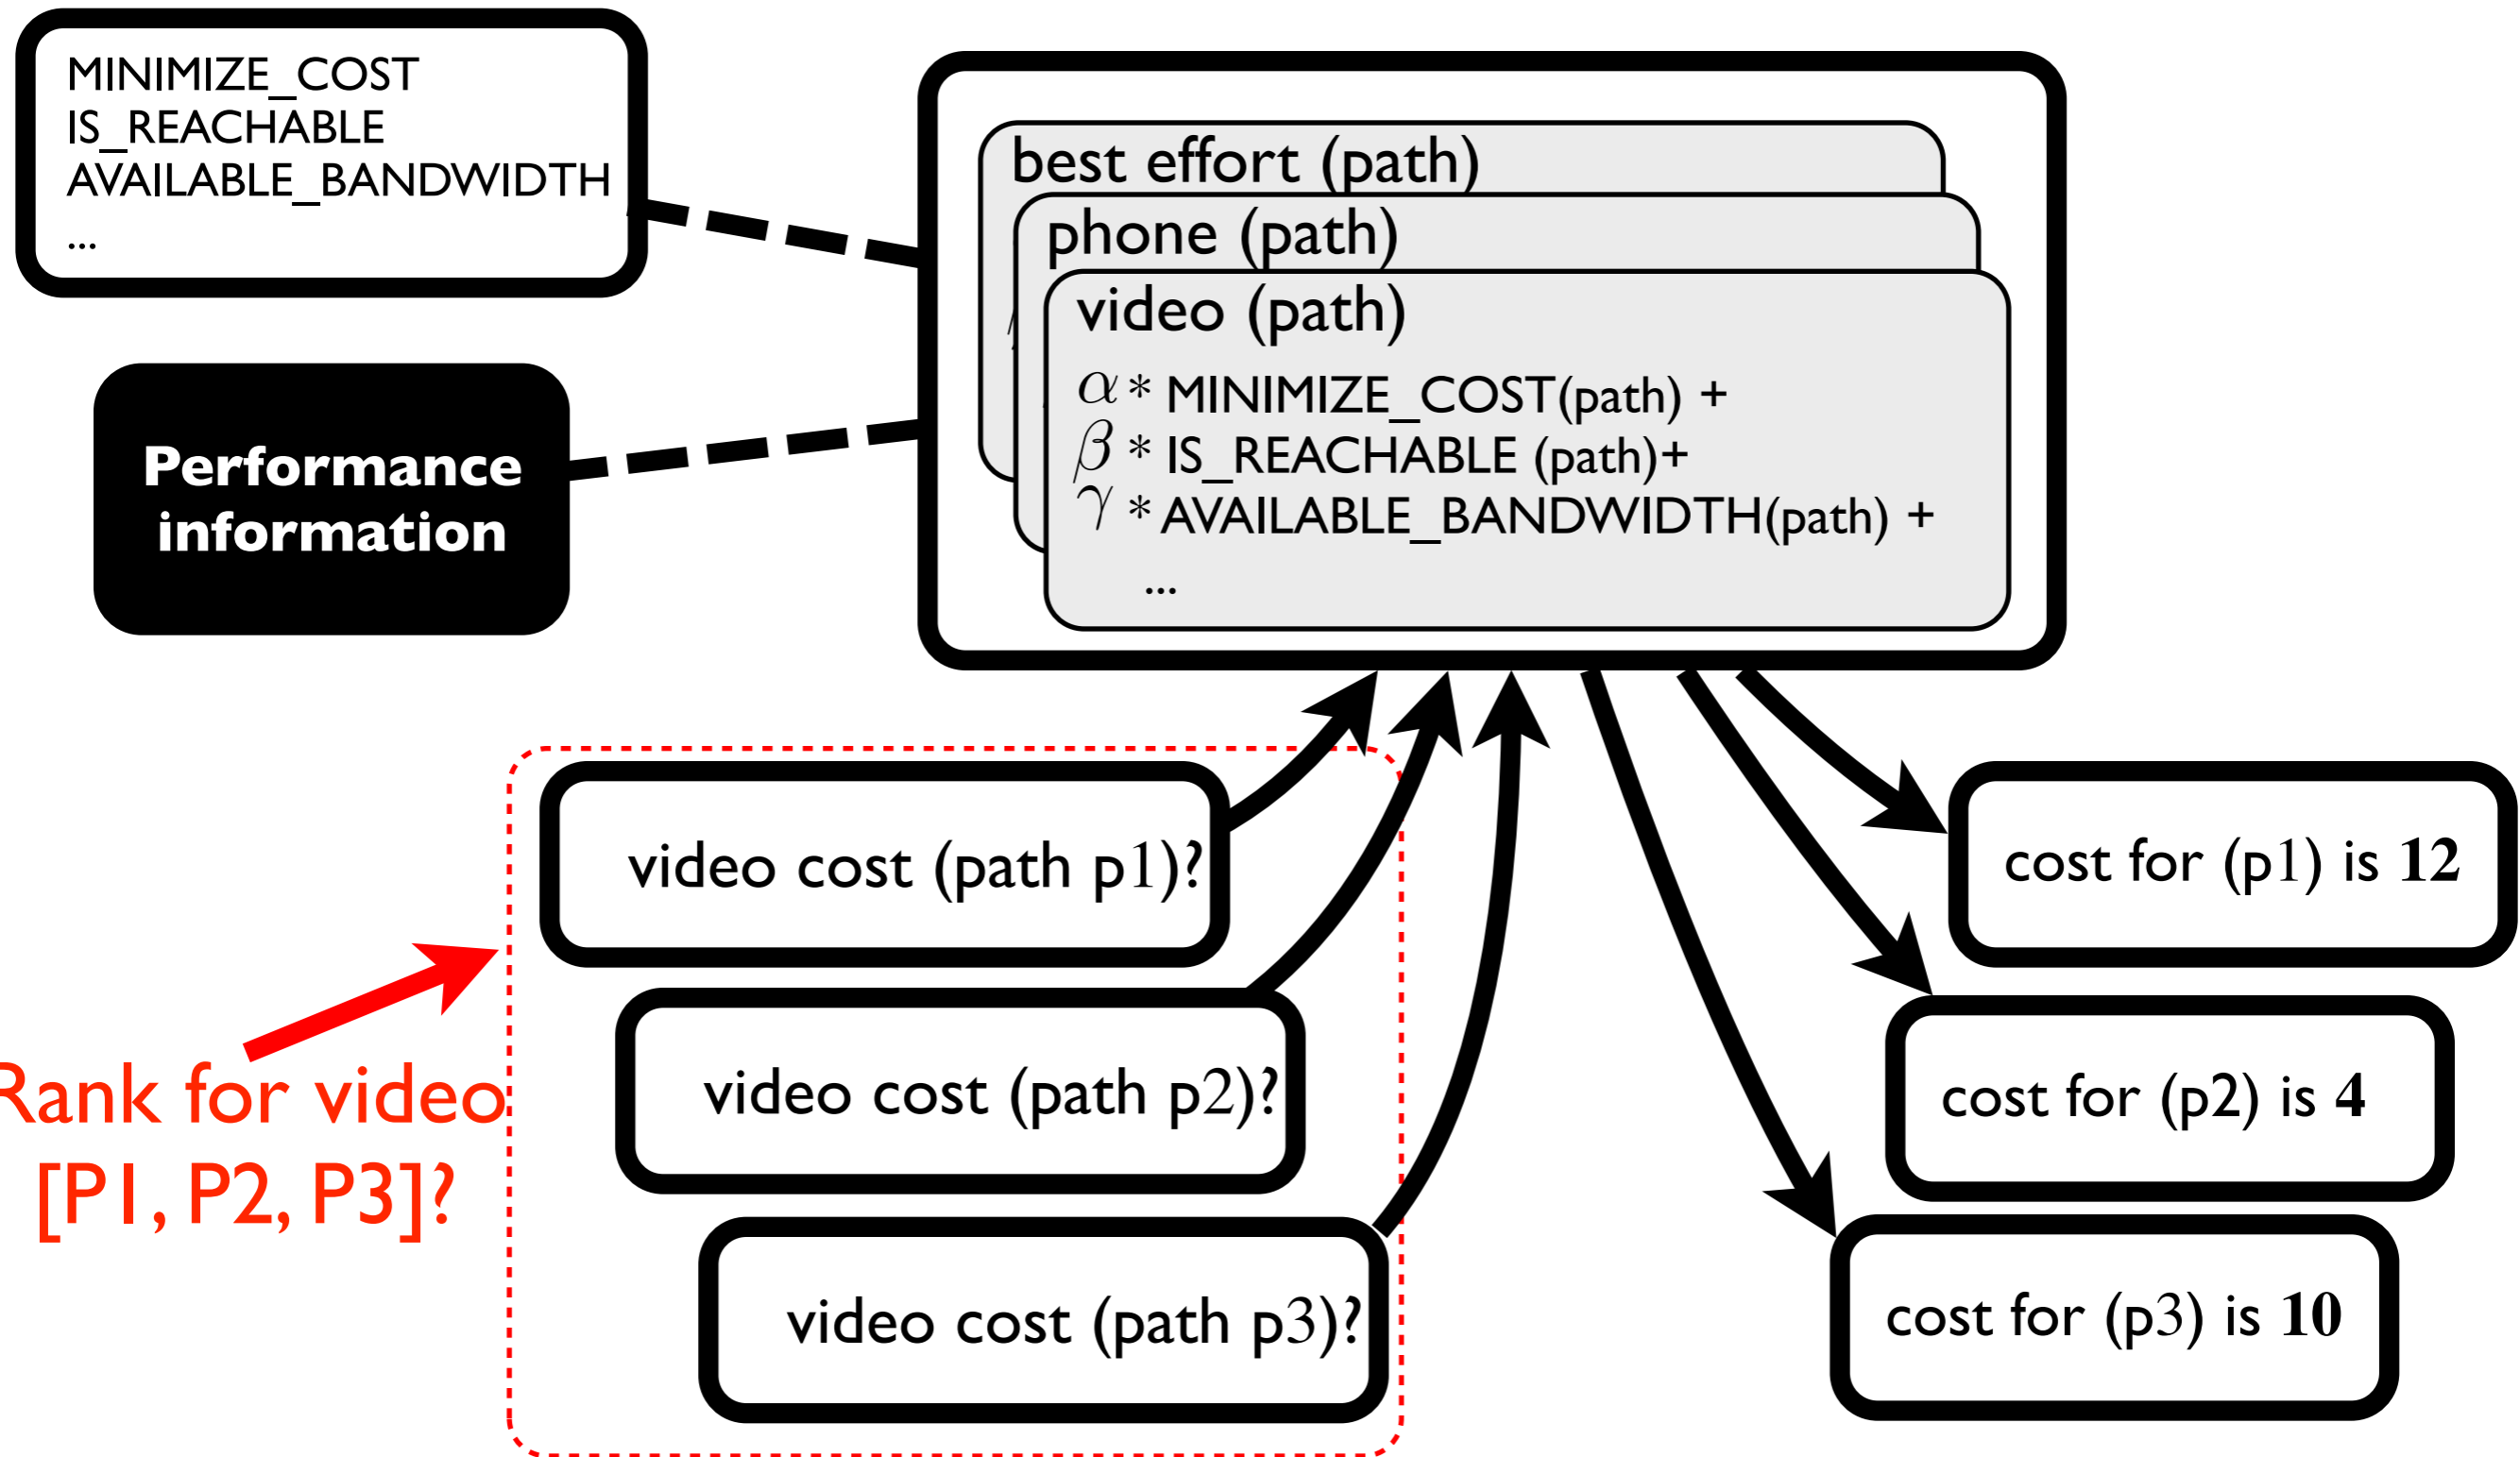 MINIMIZE_COST
IS_REACHABLE
AVAILABLE_BANDWIDTH
...
Performance
information
best effort (path)
phone (path)
video (path)
α * MINIMIZE_COST(path) +
β * IS_REACHABLE (path)+
γ * AVAILABLE_BANDWIDTH(path) +
...
video cost (path p1)?
video cost (path p2)?
video cost (path p3)?
Rank for video
[P1, P2, P3]?
cost for (p1) is 12
cost for (p2) is 4
cost for (p3) is 10